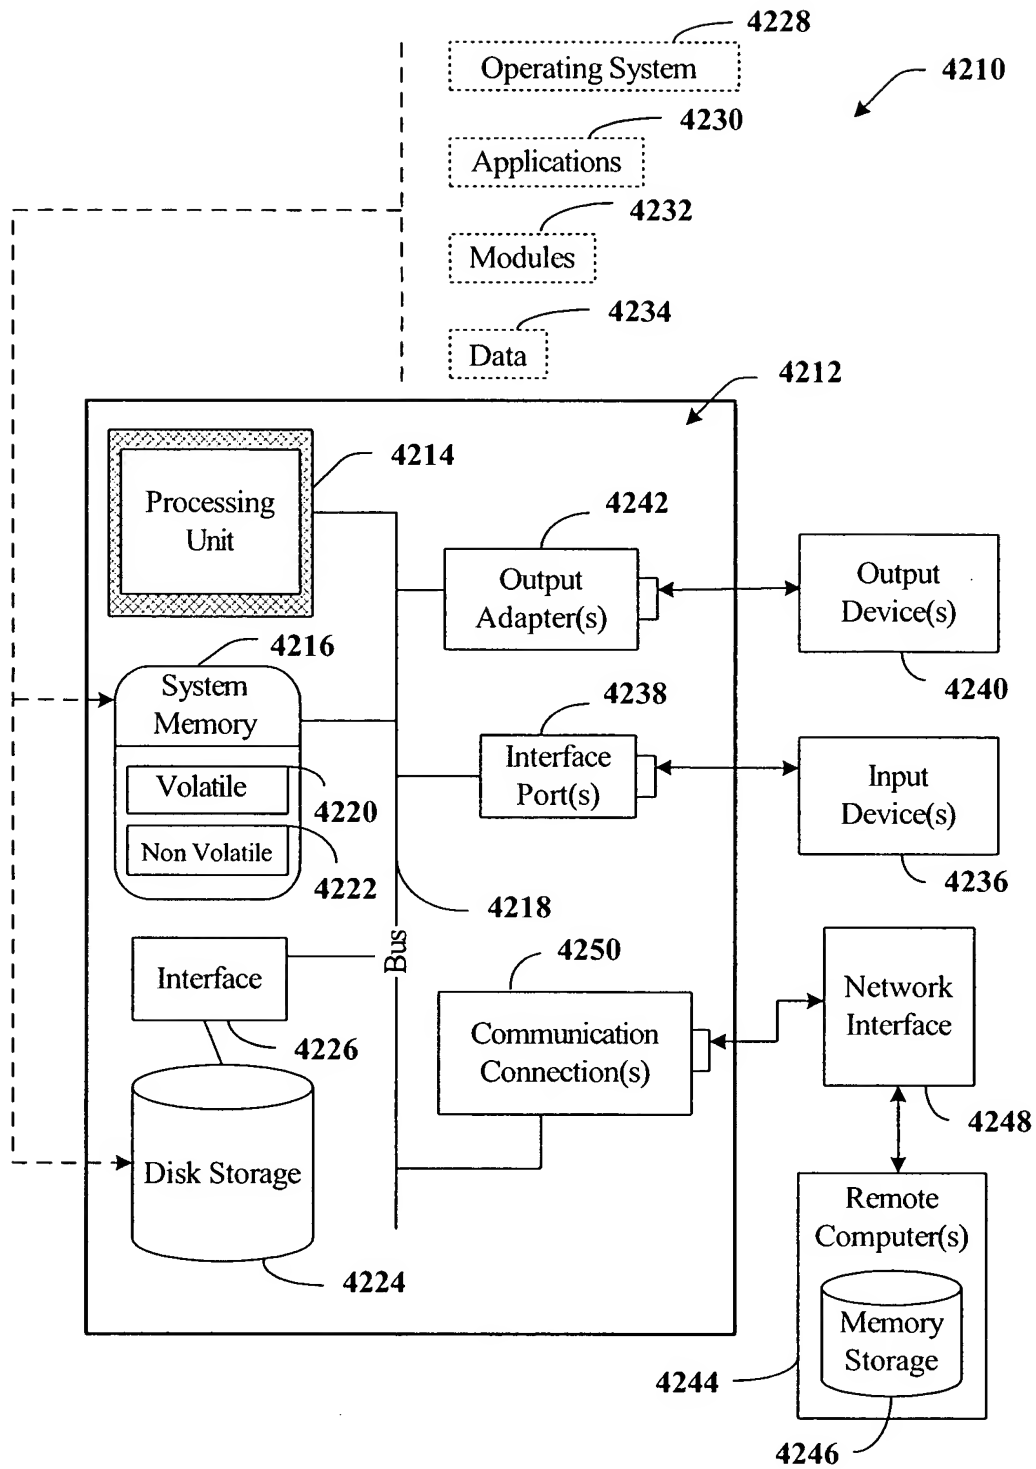 4228
Operating System
4210
4230
Applications
4232
Modules
4234
Data
4212
4214
Processing
Unit
4242
Output
Adapter(s)
Output
Device(s)
4240
4216
System
Memory
4238
Interface
Port(s)
Input
Device(s)
4236
Volatile
4220
Non Volatile
4222
4218
Bus
4250
Interface
4226
Communication
Connection(s)
Network
Interface
4248
Disk Storage
4224
Remote
Computer(s)
Memory
Storage
4244
4246